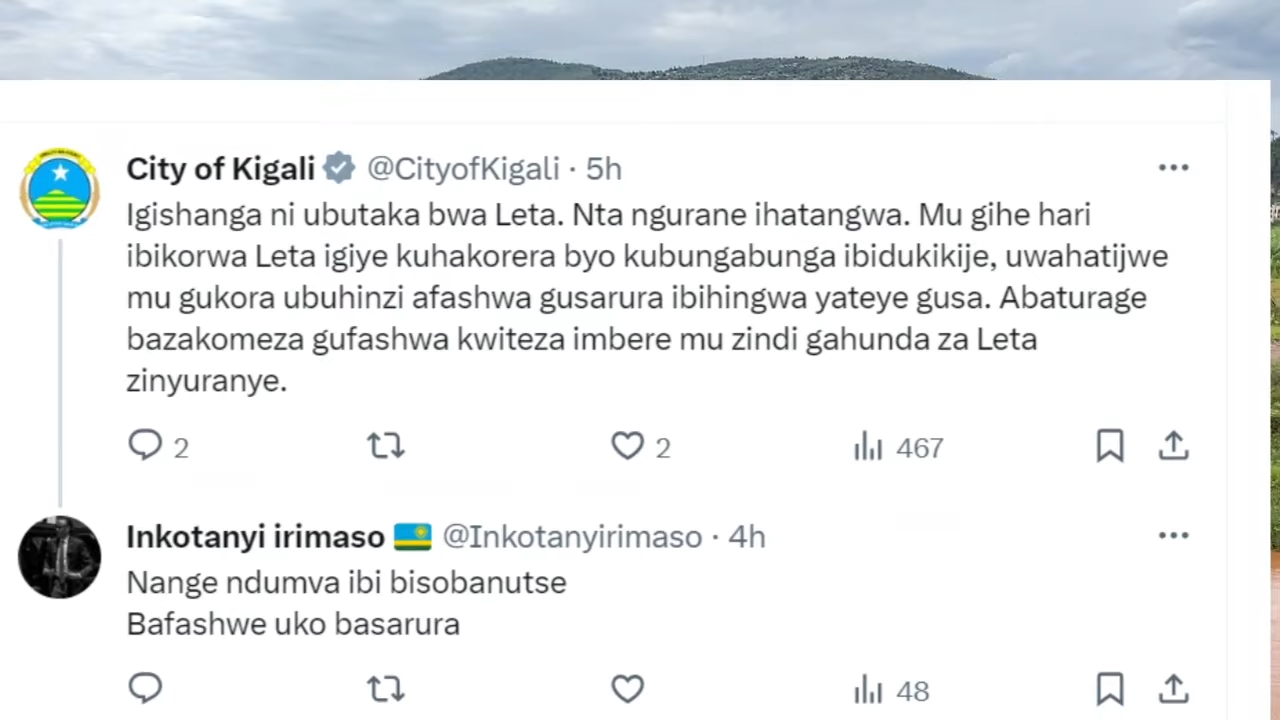 City of Kigali @CityofKigali · 5h
Igishanga ni ubutaka bwa Leta. Nta ngurane ihatangwa. Mu gihe hari
ibikorwa Leta igiye kuhakorera byo kubungabunga ibidukikije, uwahatijwe
mu gukora ubuhinzi afashwa gusarura ibihingwa yateye gusa. Abaturage
bazakomeza gufashwa kwiteza imbere mu zindi gahunda za Leta
zinyuranye.
2 2 467
Inkotanyi irimaso @Inkotanyirimaso · 4h
Nange ndumva ibi bisobanutse
Bafashwe uko basarura
48